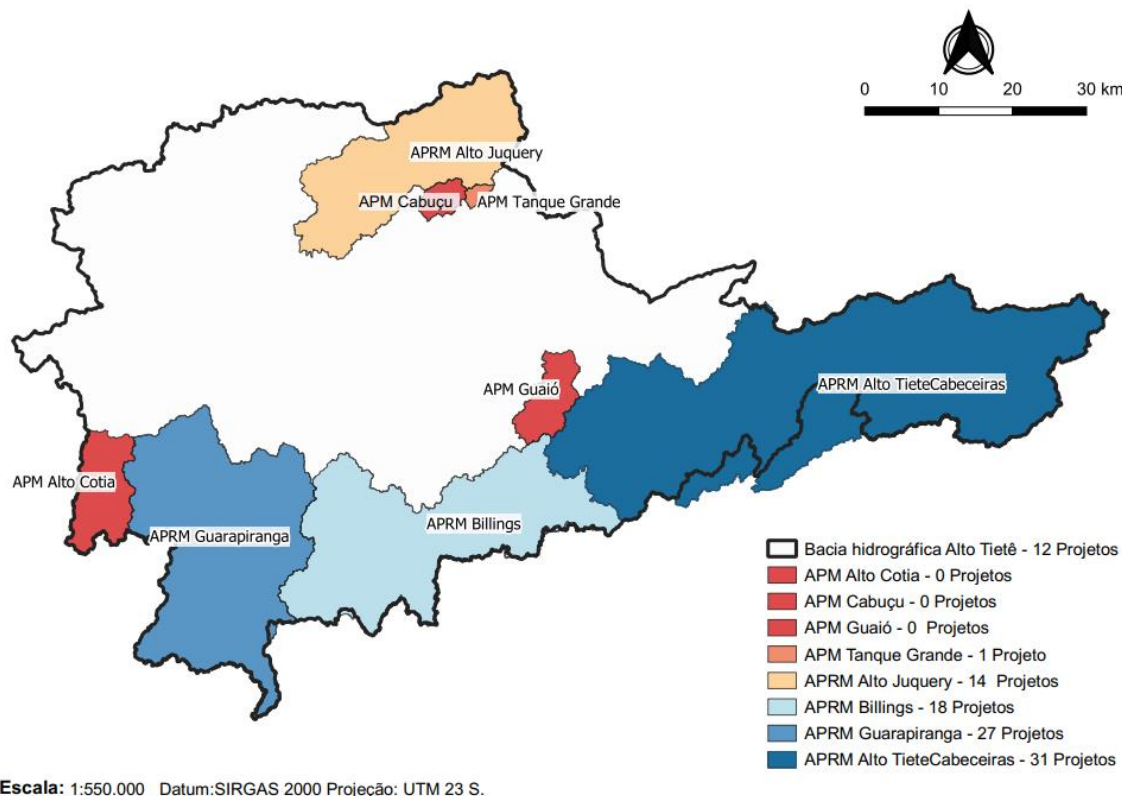 0 10 20 30 km
APRM Alto Juquery
APM Cabuçu
APM Tanque Grande
APM Guaió
APRM Alto TieteCabeceiras
APM Alto Cotia
APRM Billings
APRM Guarapiranga
Bacia hidrográfica Alto Tietê - 12 Projetos
APM Alto Cotia - 0 Projetos
APM Cabuçu - 0 Projetos
APM Guaió - 0 Projetos
APM Tanque Grande - 1 Projeto
APRM Alto Juquery - 14 Projetos
APRM Billings - 18 Projetos
APRM Guarapiranga - 27 Projetos
APRM Alto TieteCabeceiras - 31 Projetos
Escala: 1:550.000 Datum:SIRGAS 2000 Projeção: UTM 23 S.